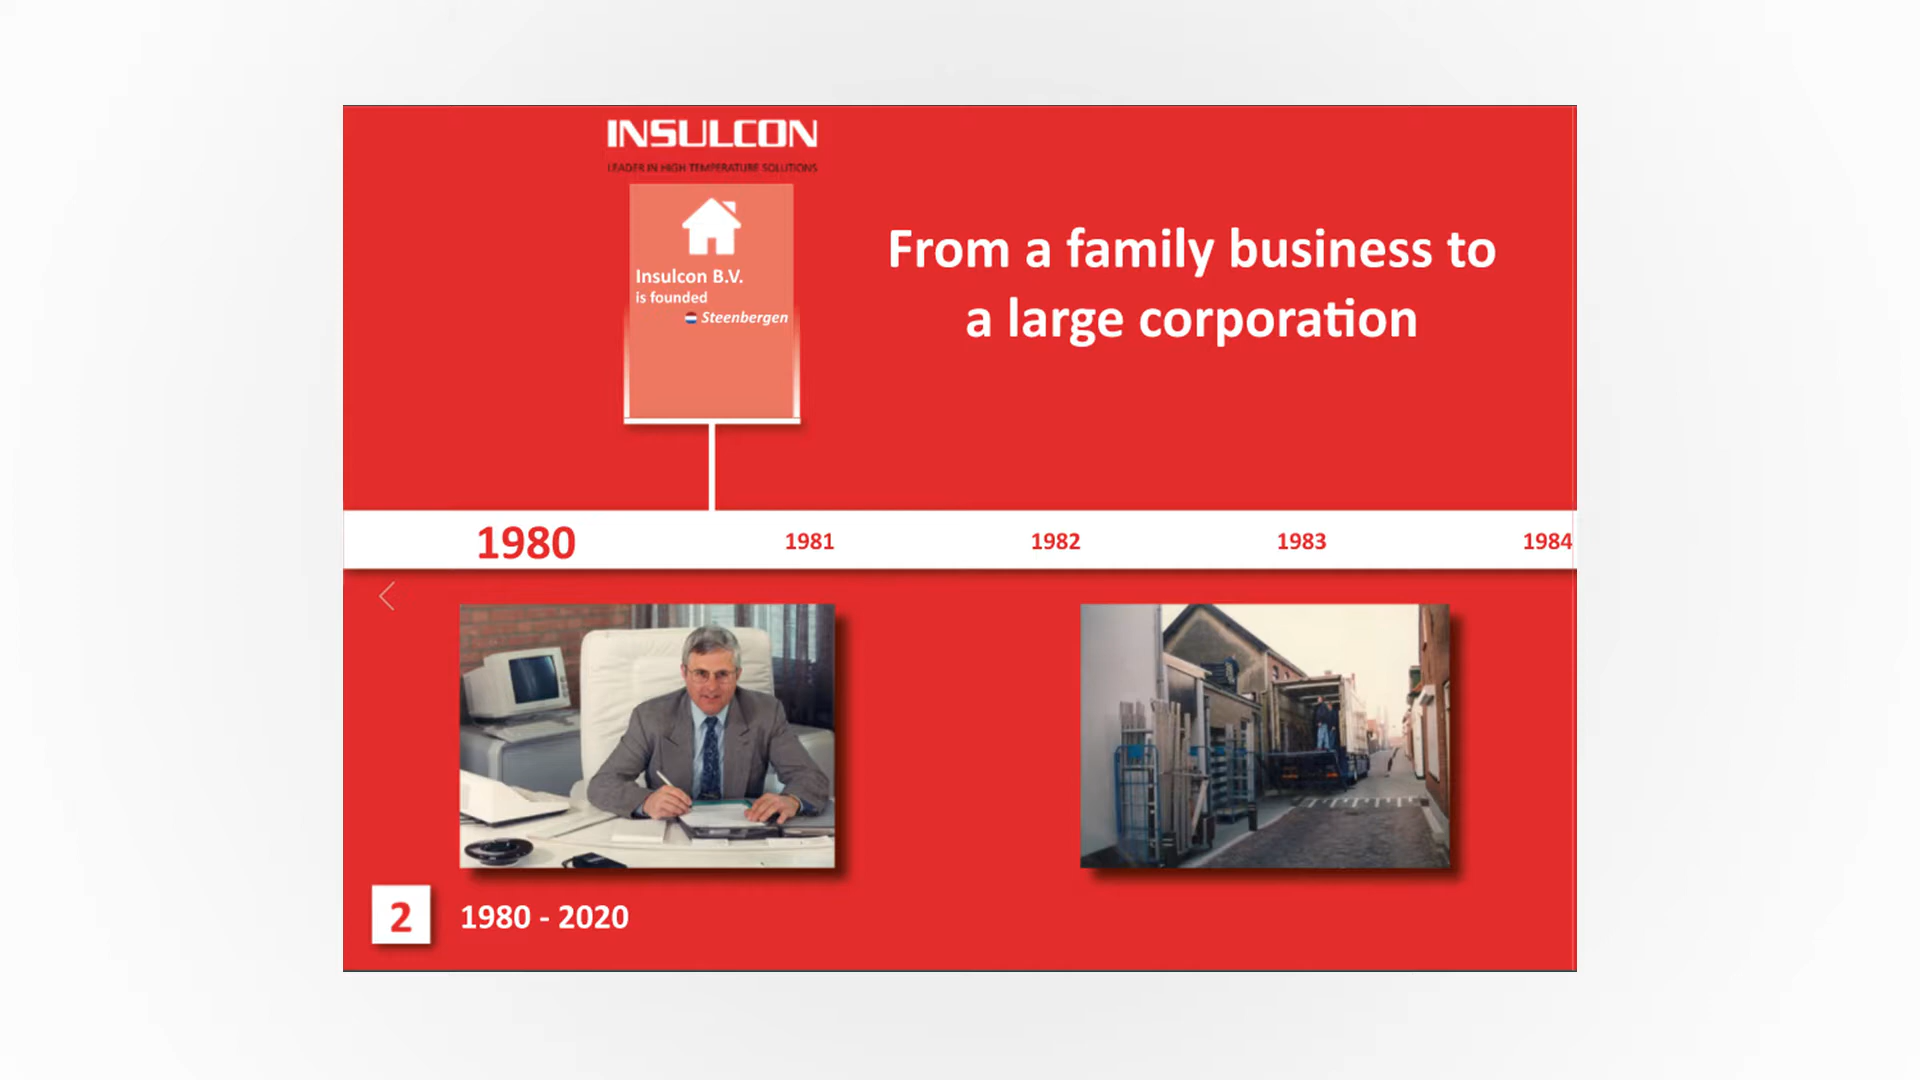 INSULCON
LEADER IN HIGH TEMPERATURE SOLUTIONS
Insulcon B.V.
is founded
Steenbergen
From a family business to
a large corporation
1980
1981
1982
1983
1984
2
1980 - 2020